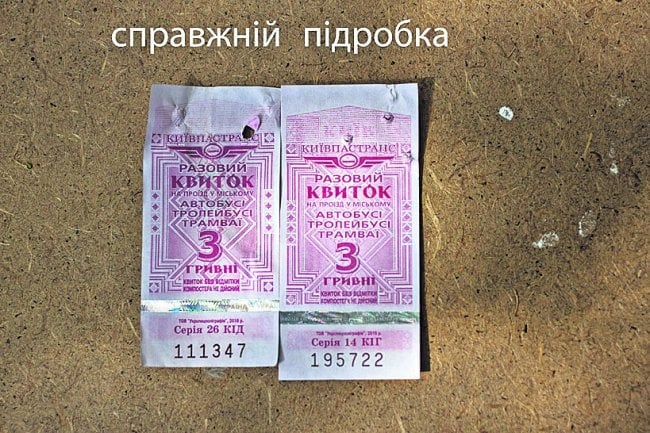 справжній підробка
КИЇВПАСТРАНС
РАЗОВИЙ
КВИТОК
НА ПРОЇЗД У МІСЬКОМУ
АВТОБУСІ
ТРОЛЕЙБУСІ
ТРАМВАЇ
3
ГРИВНІ
КВИТОК БЕЗ ВІДМІТКИ
КОМПОСТЕРА НЕ ДІЙСНИЙ
Серія 26 КІД
111347
КИЇВПАСТРАНС
РАЗОВИЙ
КВИТОК
НА ПРОЇЗД У МІСЬКОМУ
АВТОБУСІ
ТРОЛЕЙБУСІ
ТРАМВАЇ
3
ГРИВНІ
КВИТОК БЕЗ ВІДМІТКИ
КОМПОСТЕРА НЕ ДІЙСНИЙ
Серія 14 КІГ
195722